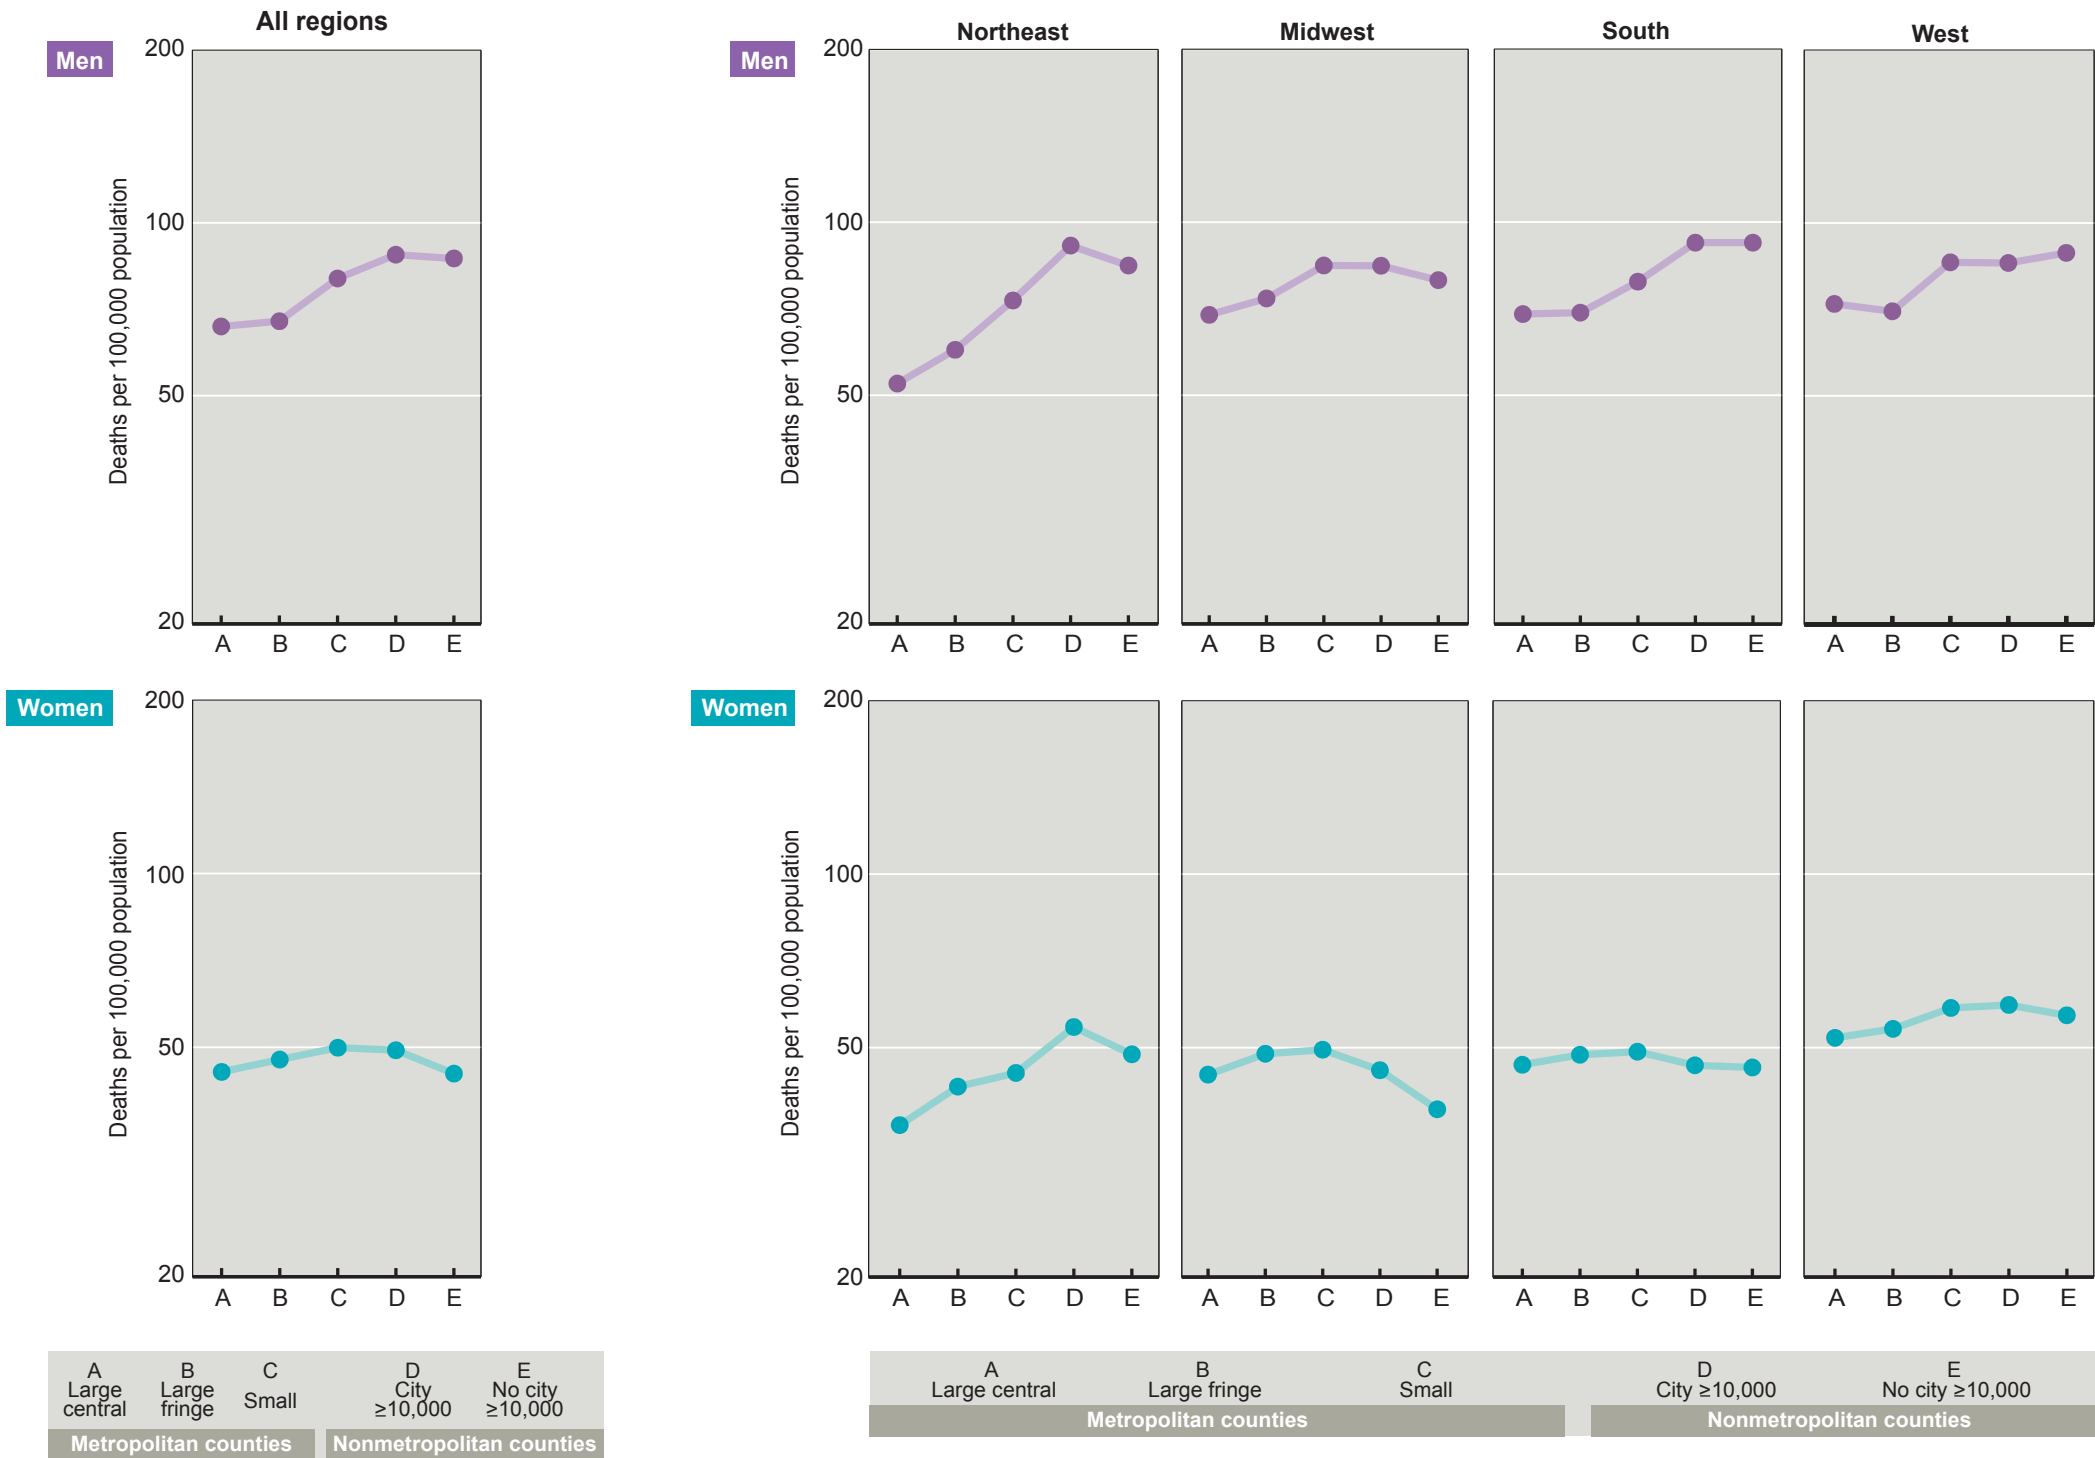 All regions
Men
200
100
50
20
Deaths per 100,000 population
A B C D E
Women
200
100
50
20
Deaths per 100,000 population
A B C D E
A B C D E
Large central
Large fringe
Small
City ≥10,000
No city ≥10,000
Metropolitan counties
Nonmetropolitan counties
Northeast Midwest South West
Men
200
100
50
20
Deaths per 100,000 population
A B C D E A B C D E A B C D E A B C D E
Women
200
100
50
20
Deaths per 100,000 population
A B C D E A B C D E A B C D E A B C D E
A B C D E
Large central Large fringe Small City ≥10,000 No city ≥10,000
Metropolitan counties Nonmetropolitan counties